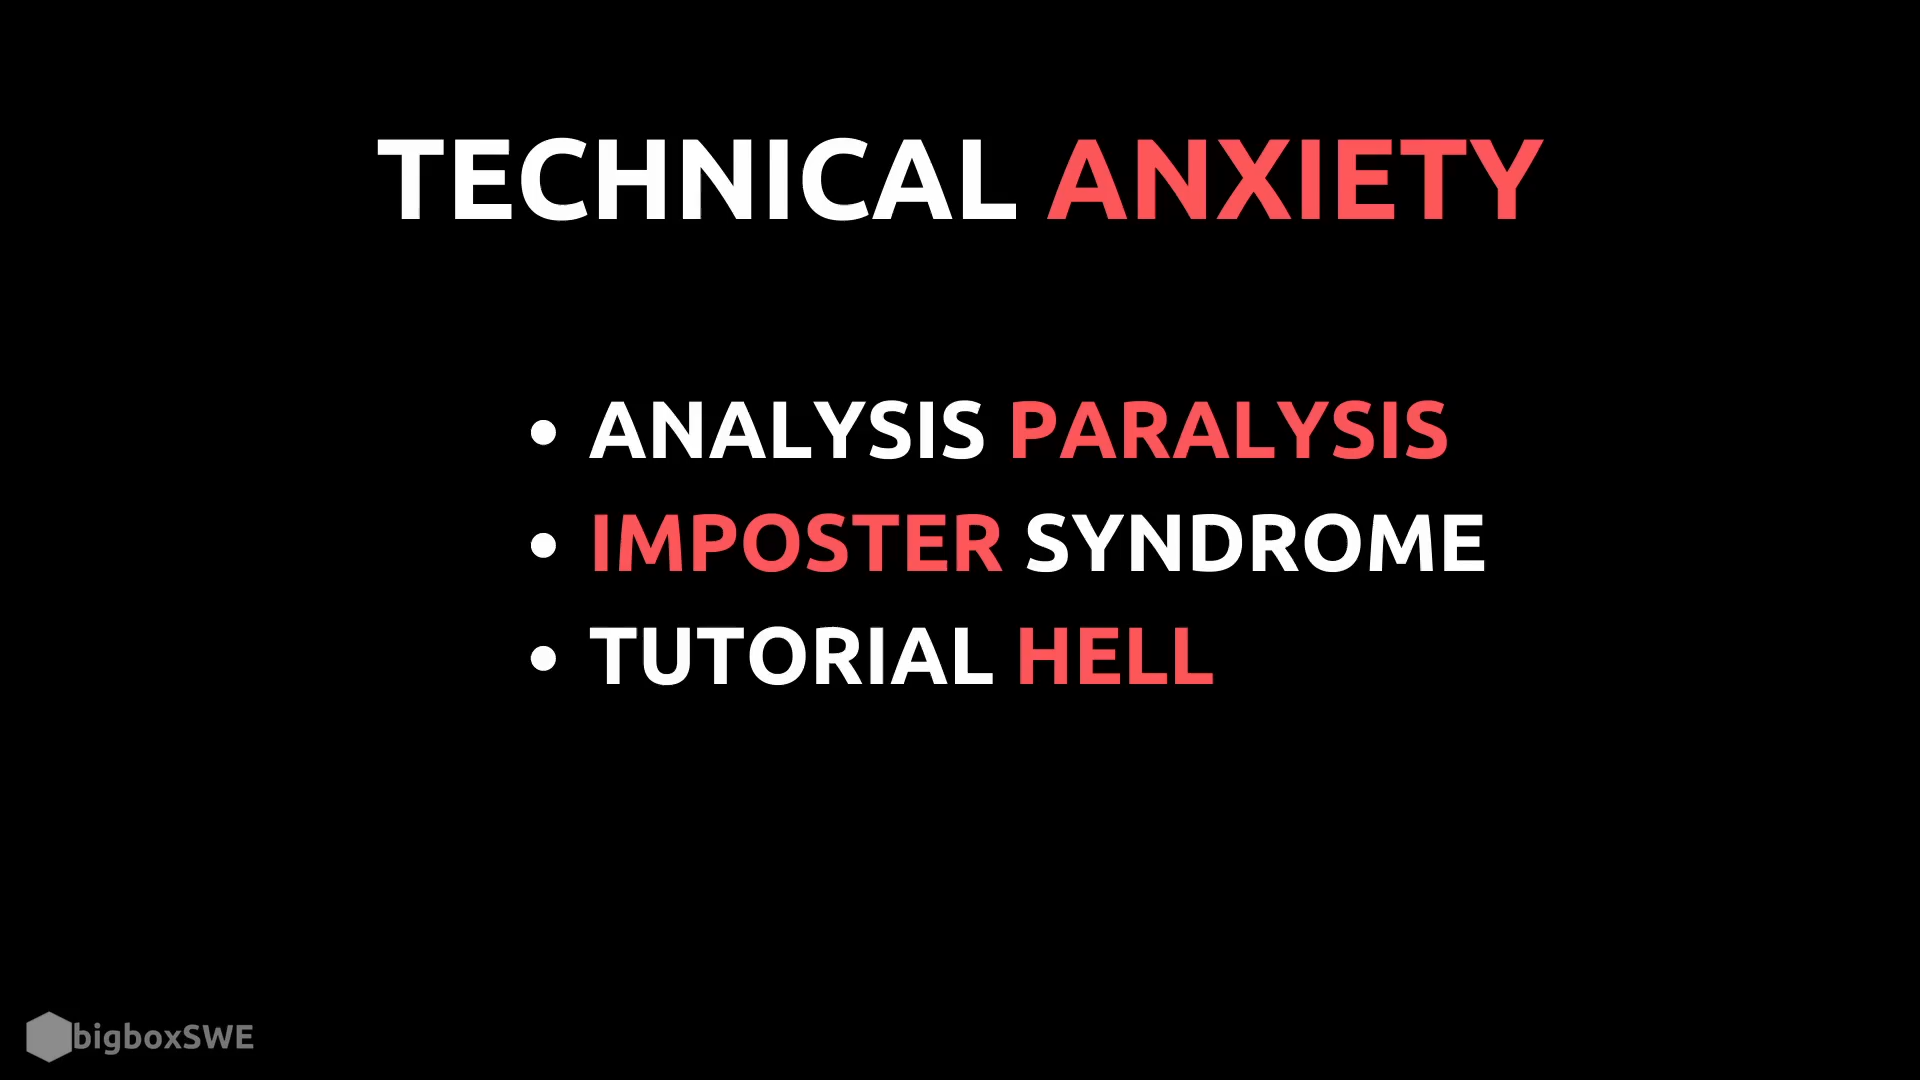 TECHNICAL ANXIETY
• ANALYSIS PARALYSIS
• IMPOSTER SYNDROME
• TUTORIAL HELL
bigboxSWE